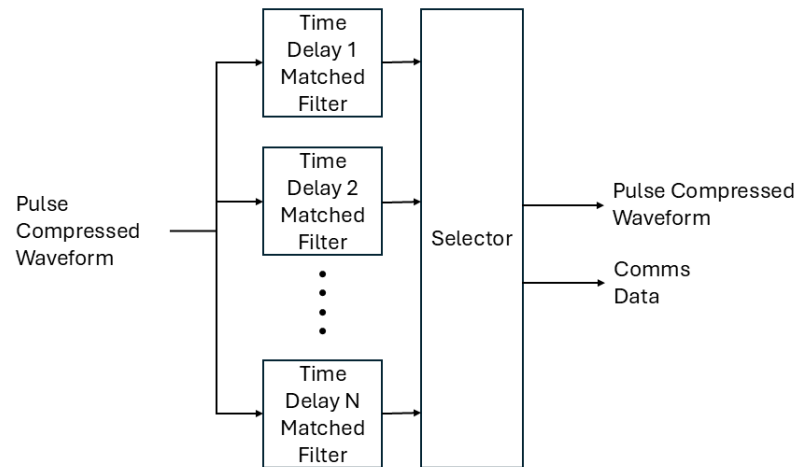 Time
Delay 1
Matched
Filter
Time
Delay 2
Matched
Filter
Pulse
Compressed
Waveform
Selector
Pulse Compressed
Waveform
Comms
Data
Time
Delay N
Matched
Filter